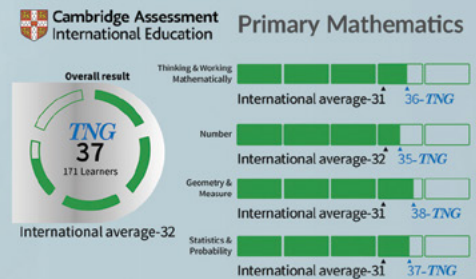 Cambridge Assessment
International Education
Primary Mathematics
Overall result
TNG
37
171 Learners
International average-32
Thinking & Working
Mathematically
International average-31 36-TNG
Number
International average-32 35-TNG
Geometry &
Measure
International average-31 38-TNG
Statistics &
Probability
International average-31 37-TNG